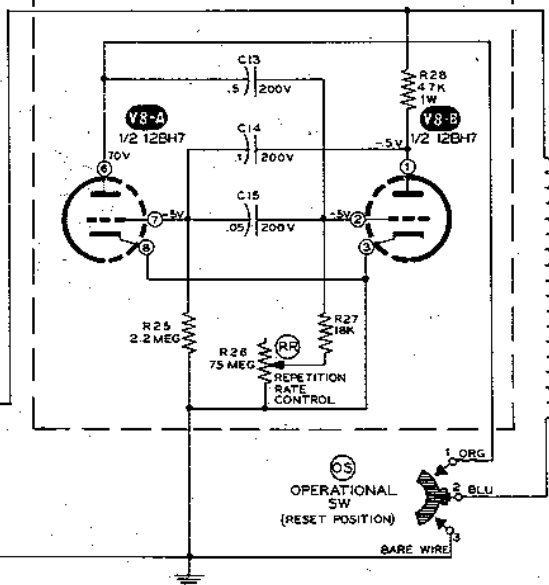 C13
.5 200V
R28
47K
1W
V8-A
1/2 12BH7
C14
.1 200V
V8-B
1/2 12BH7
-.5V
70V
6
1
C15
.05 200V
7
-5V
-5V
2
8
3
R25
2.2 MEG
R26
75 MEG
RR
REPETITION
RATE
CONTROL
R27
18K
OS
OPERATIONAL
SW
(RESET POSITION)
1 ORG
2 BLU
3
BARE WIRE